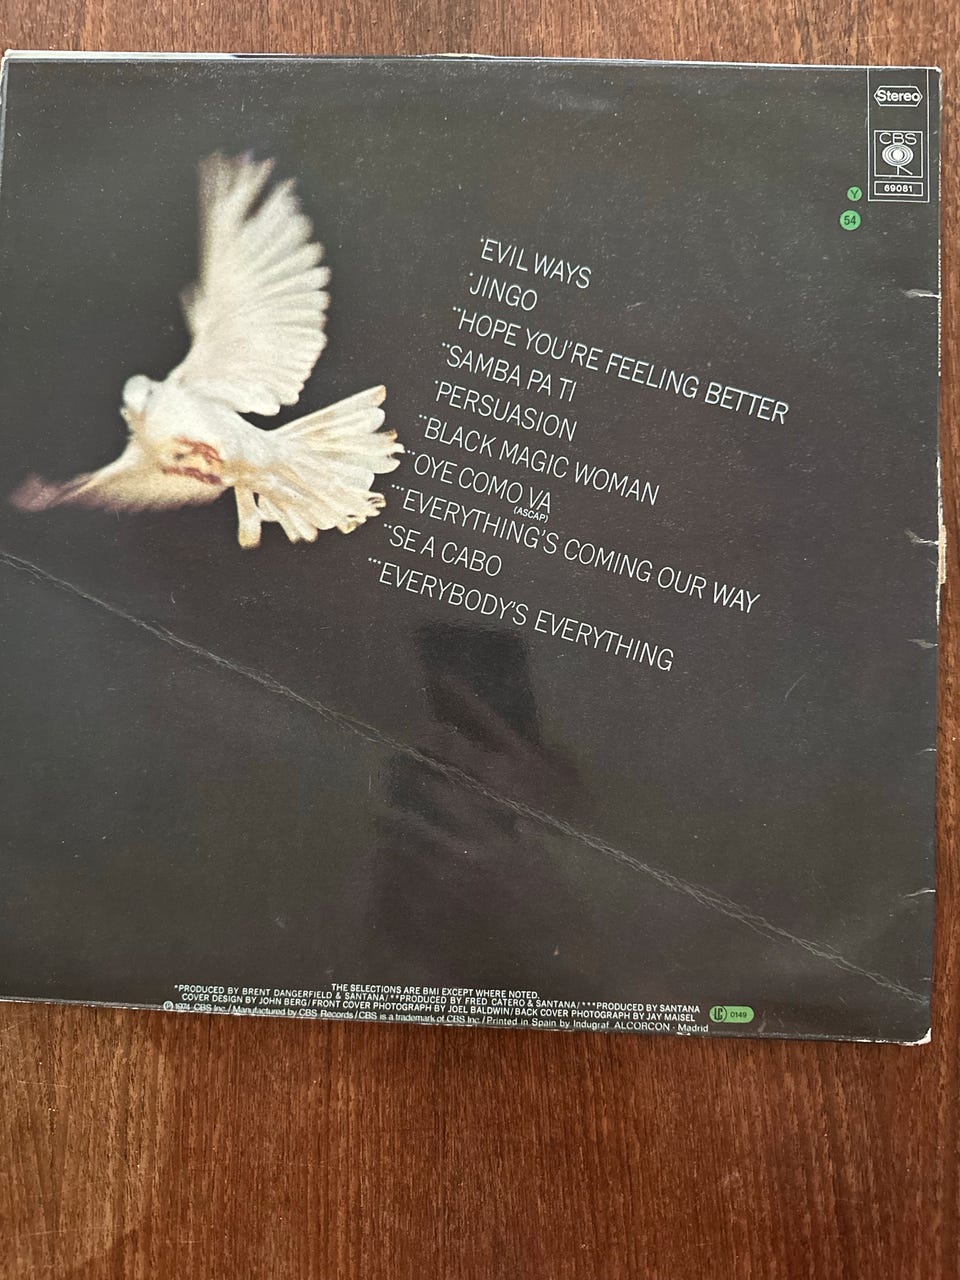 Stereo
CBS
69081
Y
54
*EVIL WAYS
*JINGO
**HOPE YOU'RE FEELING BETTER
**SAMBA PA TI
*PERSUASION
**BLACK MAGIC WOMAN
**OYE COMO VA
(ASCAP)
***EVERYTHING'S COMING OUR WAY
**SE A CABO
***EVERYBODY'S EVERYTHING
THE SELECTIONS ARE BMI EXCEPT WHERE NOTED.
*PRODUCED BY BRENT DANGERFIELD & SANTANA/**PRODUCED BY FRED CATERO & SANTANA/***PRODUCED BY SANTANA
COVER DESIGN BY JOHN BERG/FRONT COVER PHOTOGRAPH BY JOEL BALDWIN/BACK COVER PHOTOGRAPH BY JAY MAISEL
℗ 1974 CBS Inc./Manufactured by CBS Records/CBS is a trademark of CBS Inc./Printed in Spain by Indugraf ALCORCON - Madrid
LC 0149